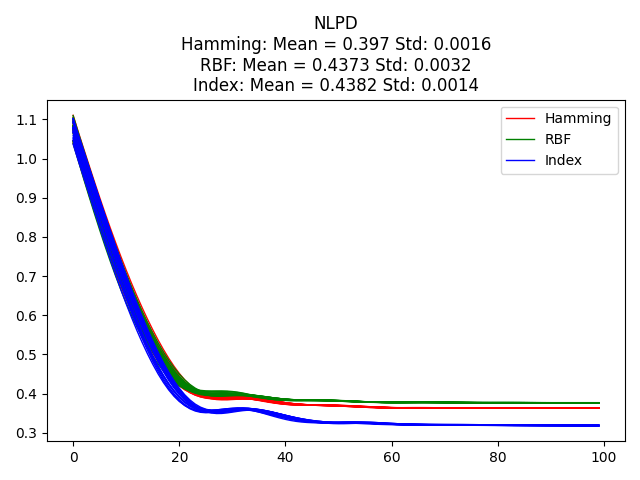 NLPD
Hamming: Mean = 0.397 Std: 0.0016
RBF: Mean = 0.4373 Std: 0.0032
Index: Mean = 0.4382 Std: 0.0014
Hamming
RBF
Index
1.1
1.0
0.9
0.8
0.7
0.6
0.5
0.4
0.3
0 20 40 60 80 100